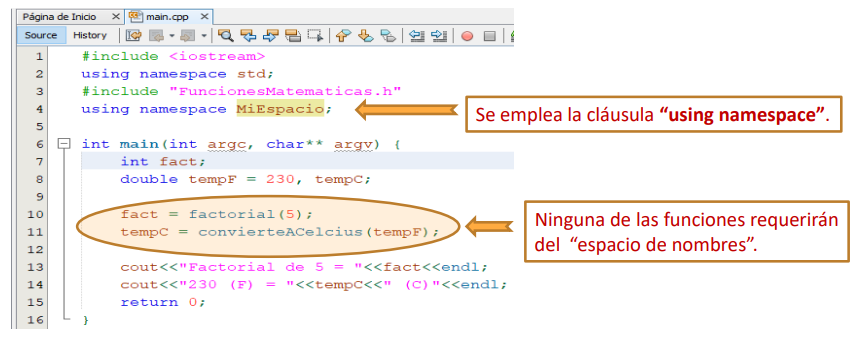 Página de Inicio × main.cpp ×
Source History
1 #include <iostream>
2 using namespace std;
3 #include "FuncionesMatematicas.h"
4 using namespace MiEspacio;
Se emplea la cláusula “using namespace”.
5
6 int main(int argc, char** argv) {
7 int fact;
8 double tempF = 230, tempC;
9
10 fact = factorial(5);
11 tempC = convierteACelcius(tempF);
Ninguna de las funciones requerirán
del “espacio de nombres”.
12
13 cout<<"Factorial de 5 = "<<fact<<endl;
14 cout<<"230 (F) = "<<tempC<<" (C)"<<endl;
15 return 0;
16 }